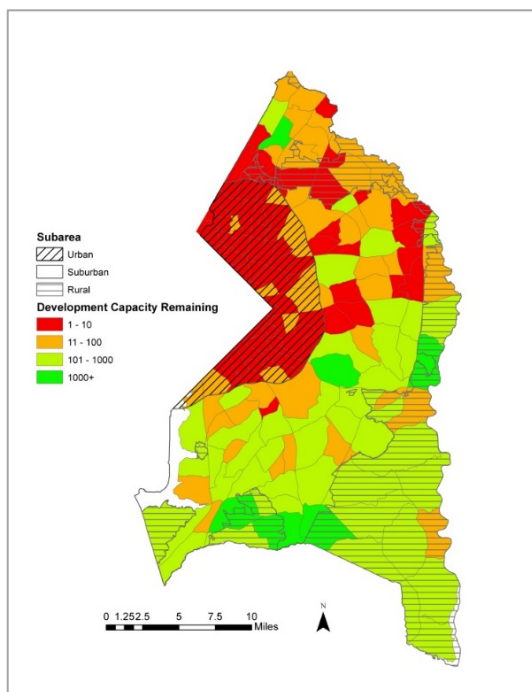 Subarea
Urban
Suburban
Rural
Development Capacity Remaining
1 - 10
11 - 100
101 - 1000
1000+
0 1.252.5 5 7.5 10
Miles
N